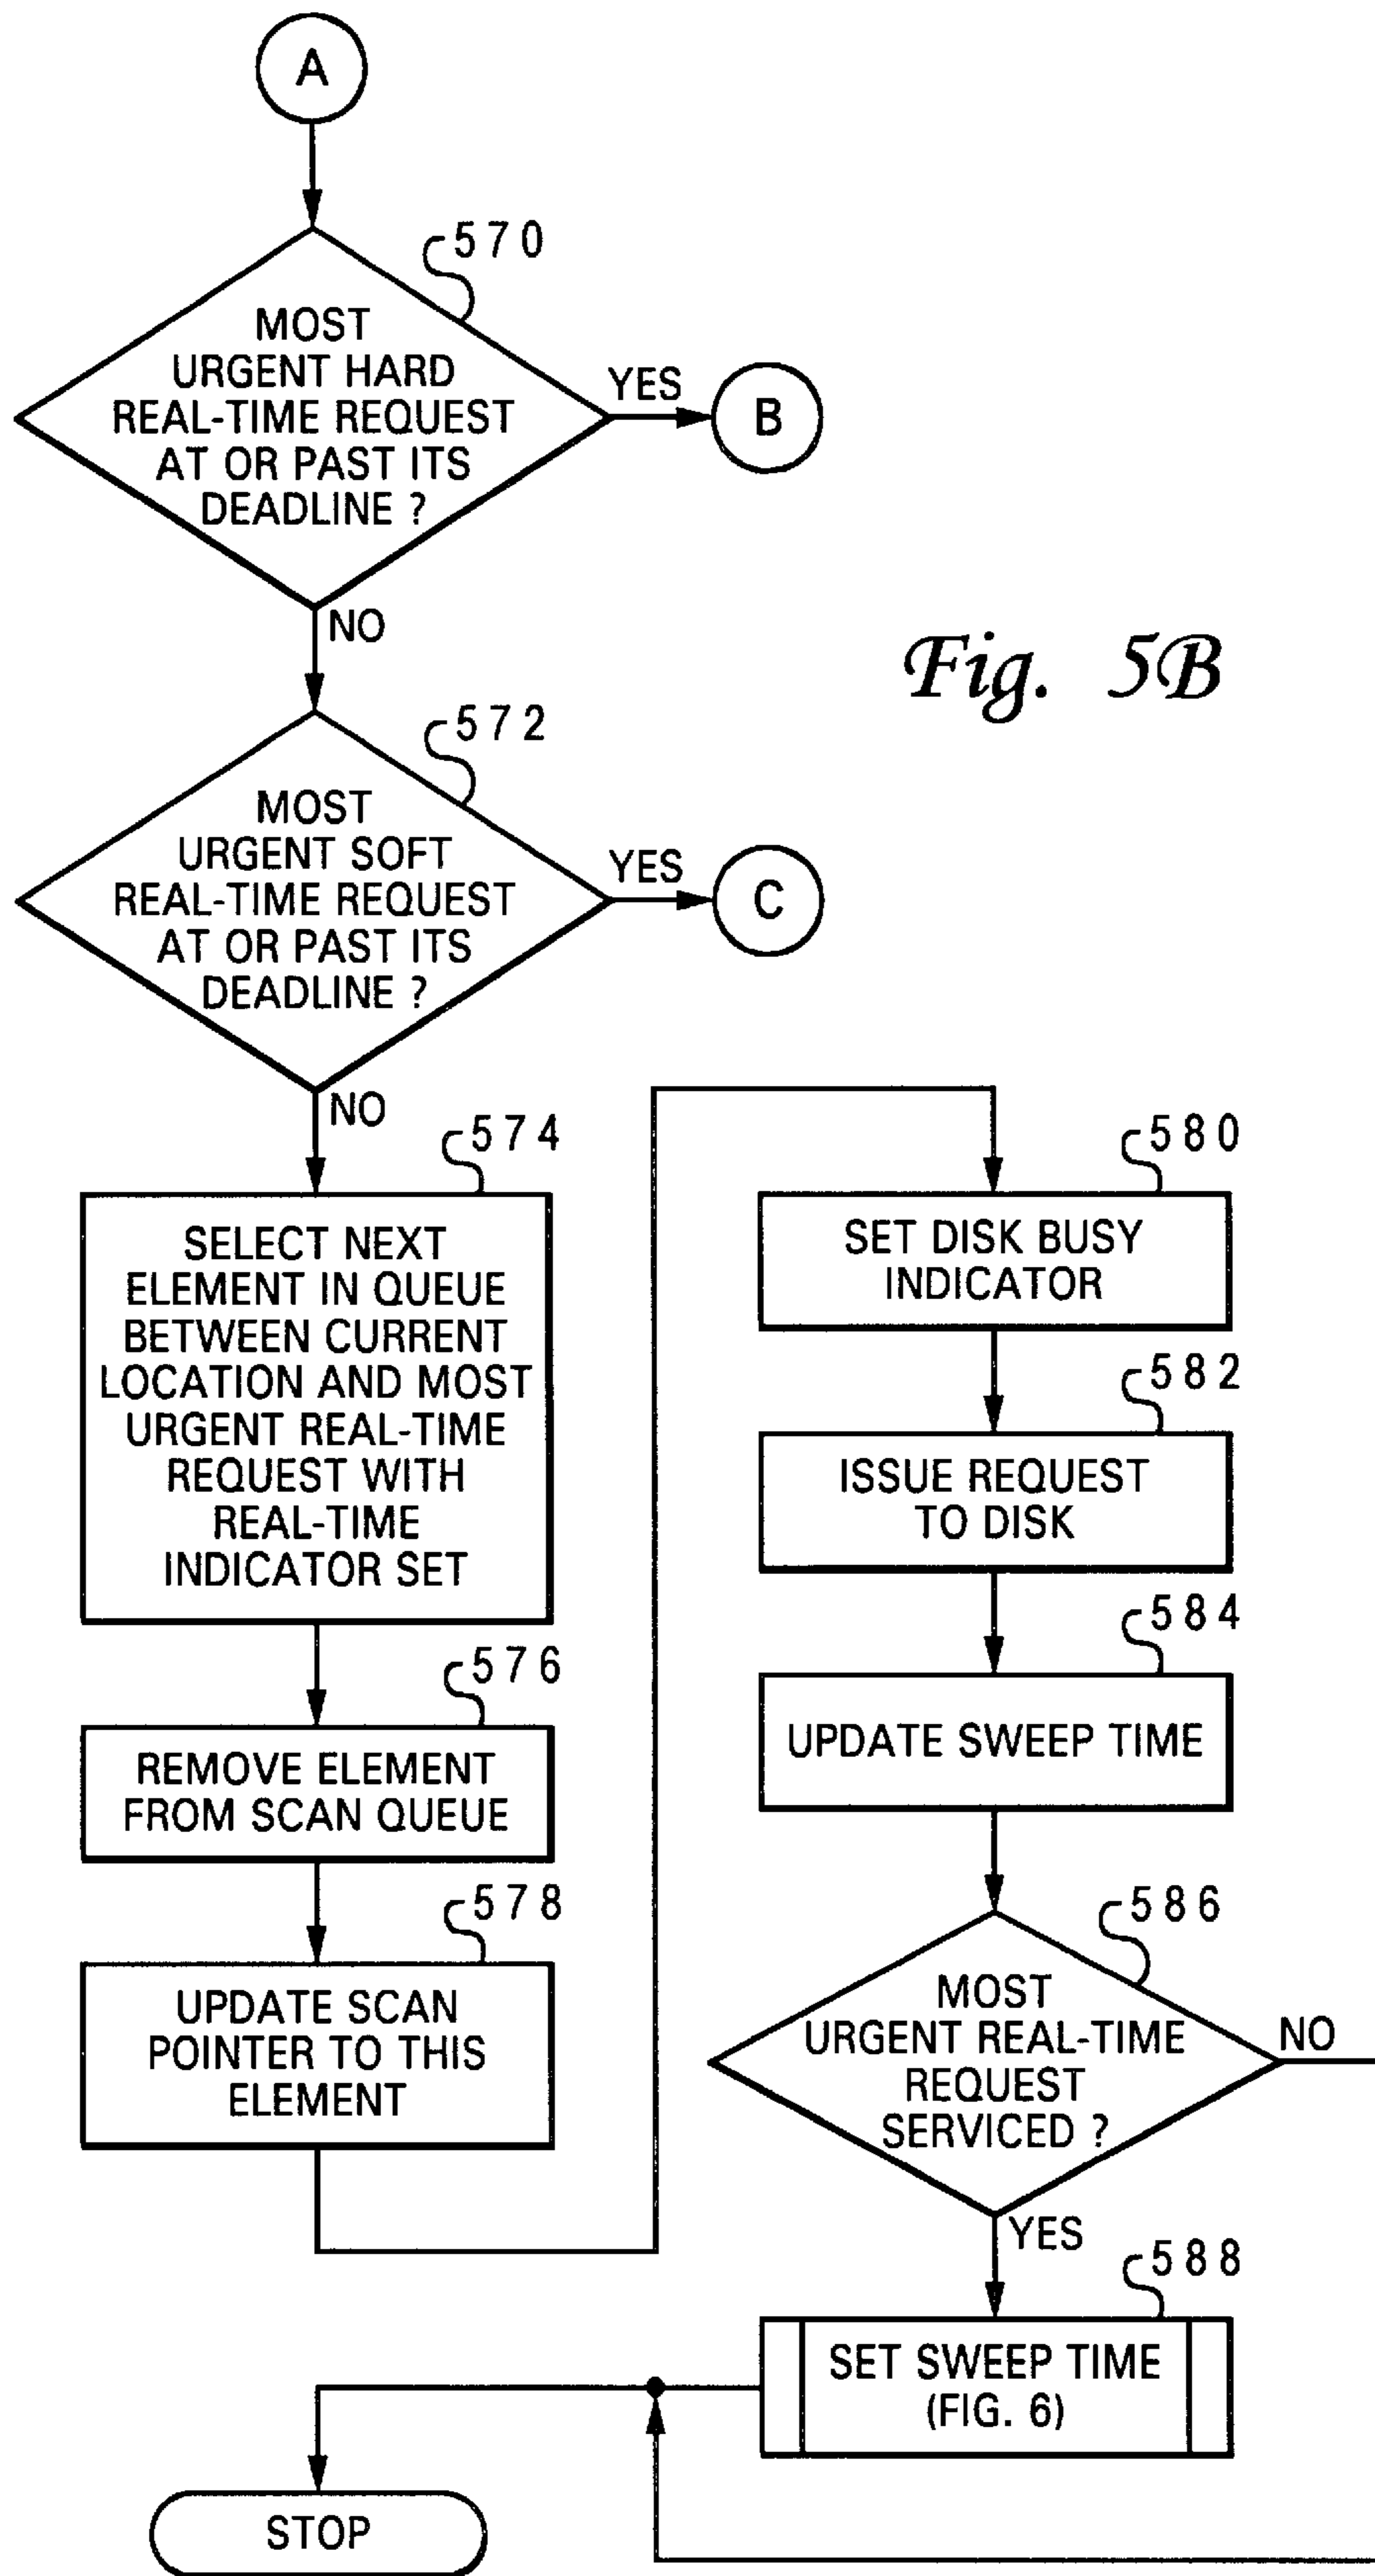 A
570
MOST
URGENT HARD
REAL-TIME REQUEST
AT OR PAST ITS
DEADLINE ?
YES
B
NO
Fig. 5B
572
MOST
URGENT SOFT
REAL-TIME REQUEST
AT OR PAST ITS
DEADLINE ?
YES
C
NO
574
SELECT NEXT
ELEMENT IN QUEUE
BETWEEN CURRENT
LOCATION AND MOST
URGENT REAL-TIME
REQUEST WITH
REAL-TIME
INDICATOR SET
576
REMOVE ELEMENT
FROM SCAN QUEUE
578
UPDATE SCAN
POINTER TO THIS
ELEMENT
580
SET DISK BUSY
INDICATOR
582
ISSUE REQUEST
TO DISK
584
UPDATE SWEEP TIME
586
MOST
URGENT REAL-TIME
REQUEST
SERVICED ?
NO
YES
588
SET SWEEP TIME
(FIG. 6)
STOP